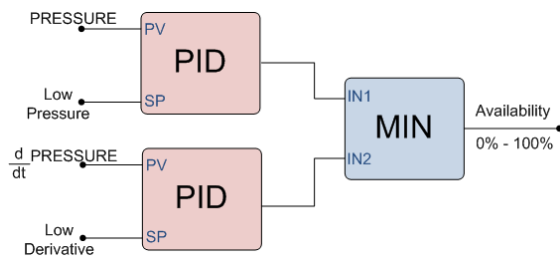 PRESSURE
PV
PID
Low
Pressure
SP
IN1
MIN
IN2
Availability
0% - 100%
d
dt
PRESSURE
PV
PID
Low
Derivative
SP